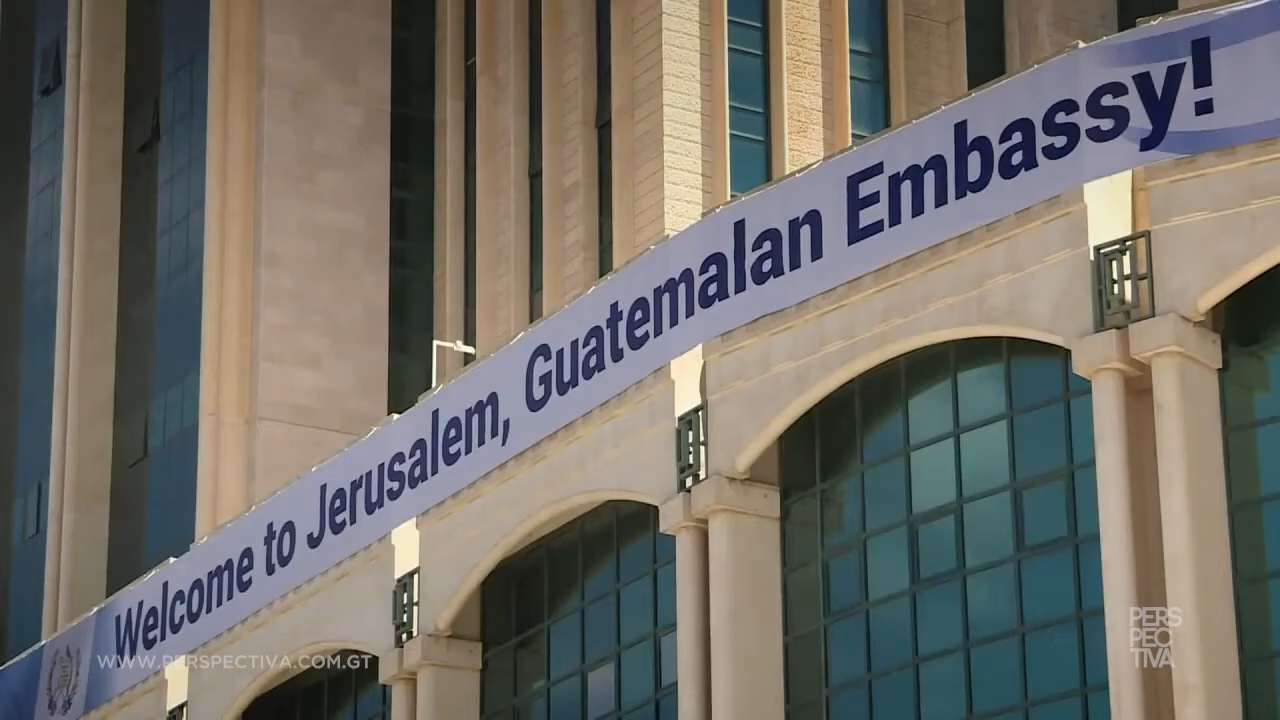 Welcome to Jerusalem, Guatemalan Embassy!
WWW.PERSPECTIVA.COM.GT
PERS
PEC
TIVA